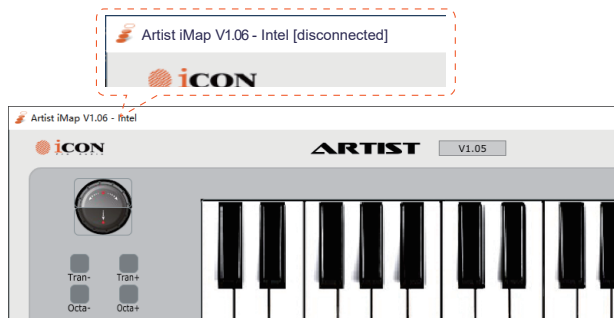 Artist iMap V1.06 - Intel [disconnected]
iCON
Artist iMap V1.06 - Intel
iCON
ARTIST
V1.05
Tran-
Tran+
Octa-
Octa+